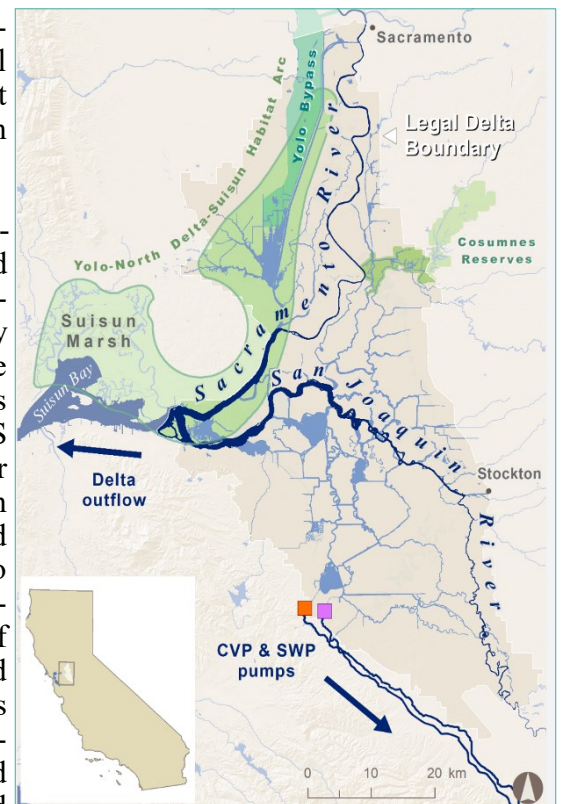 Sacramento
Legal Delta
Boundary
Yolo Bypass
Yolo-North Delta-Suisun Habitat Arc
Sacramento River
Cosumnes
Reserves
Suisun
Marsh
Suisun Bay
San Joaquin River
Delta
outflow
Stockton
CVP & SWP
pumps
0 10 20 km